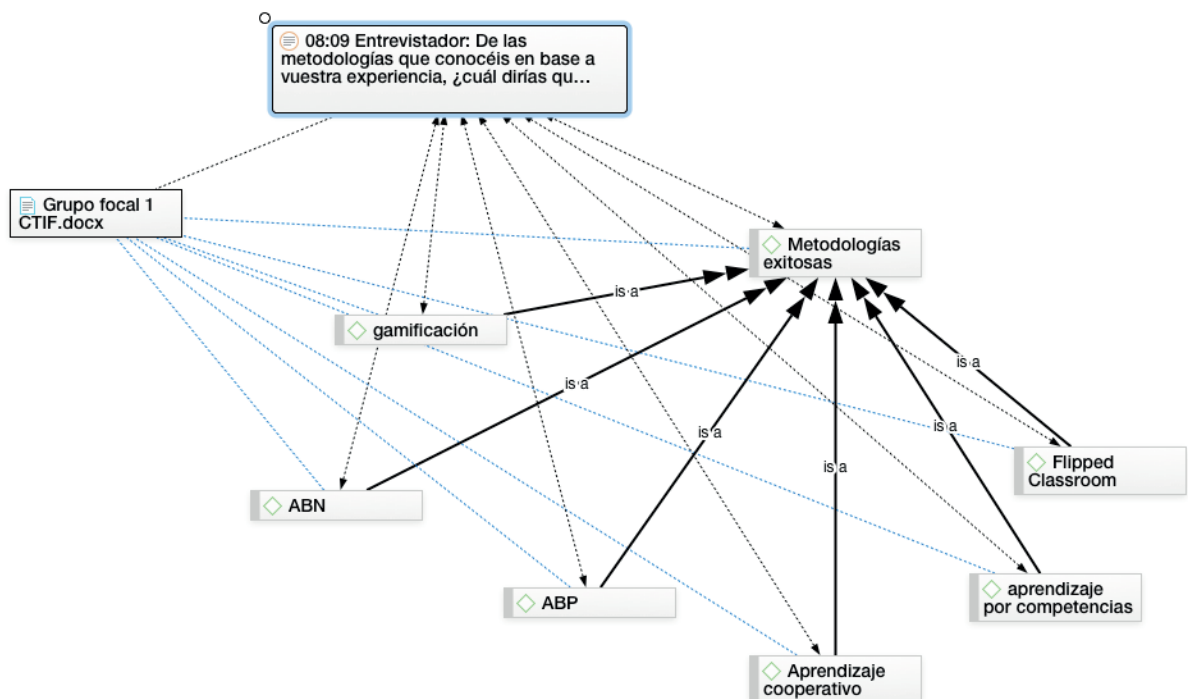 08:09 Entrevistador: De las
metodologías que conocéis en base a
vuestra experiencia, ¿cuál dirías qu...
Grupo focal 1
CTIF.docx
Metodologías
exitosas
is a
gamificación
is a
is a
is a
is a
is a
Flipped
Classroom
ABN
aprendizaje
por competencias
ABP
Aprendizaje
cooperativo